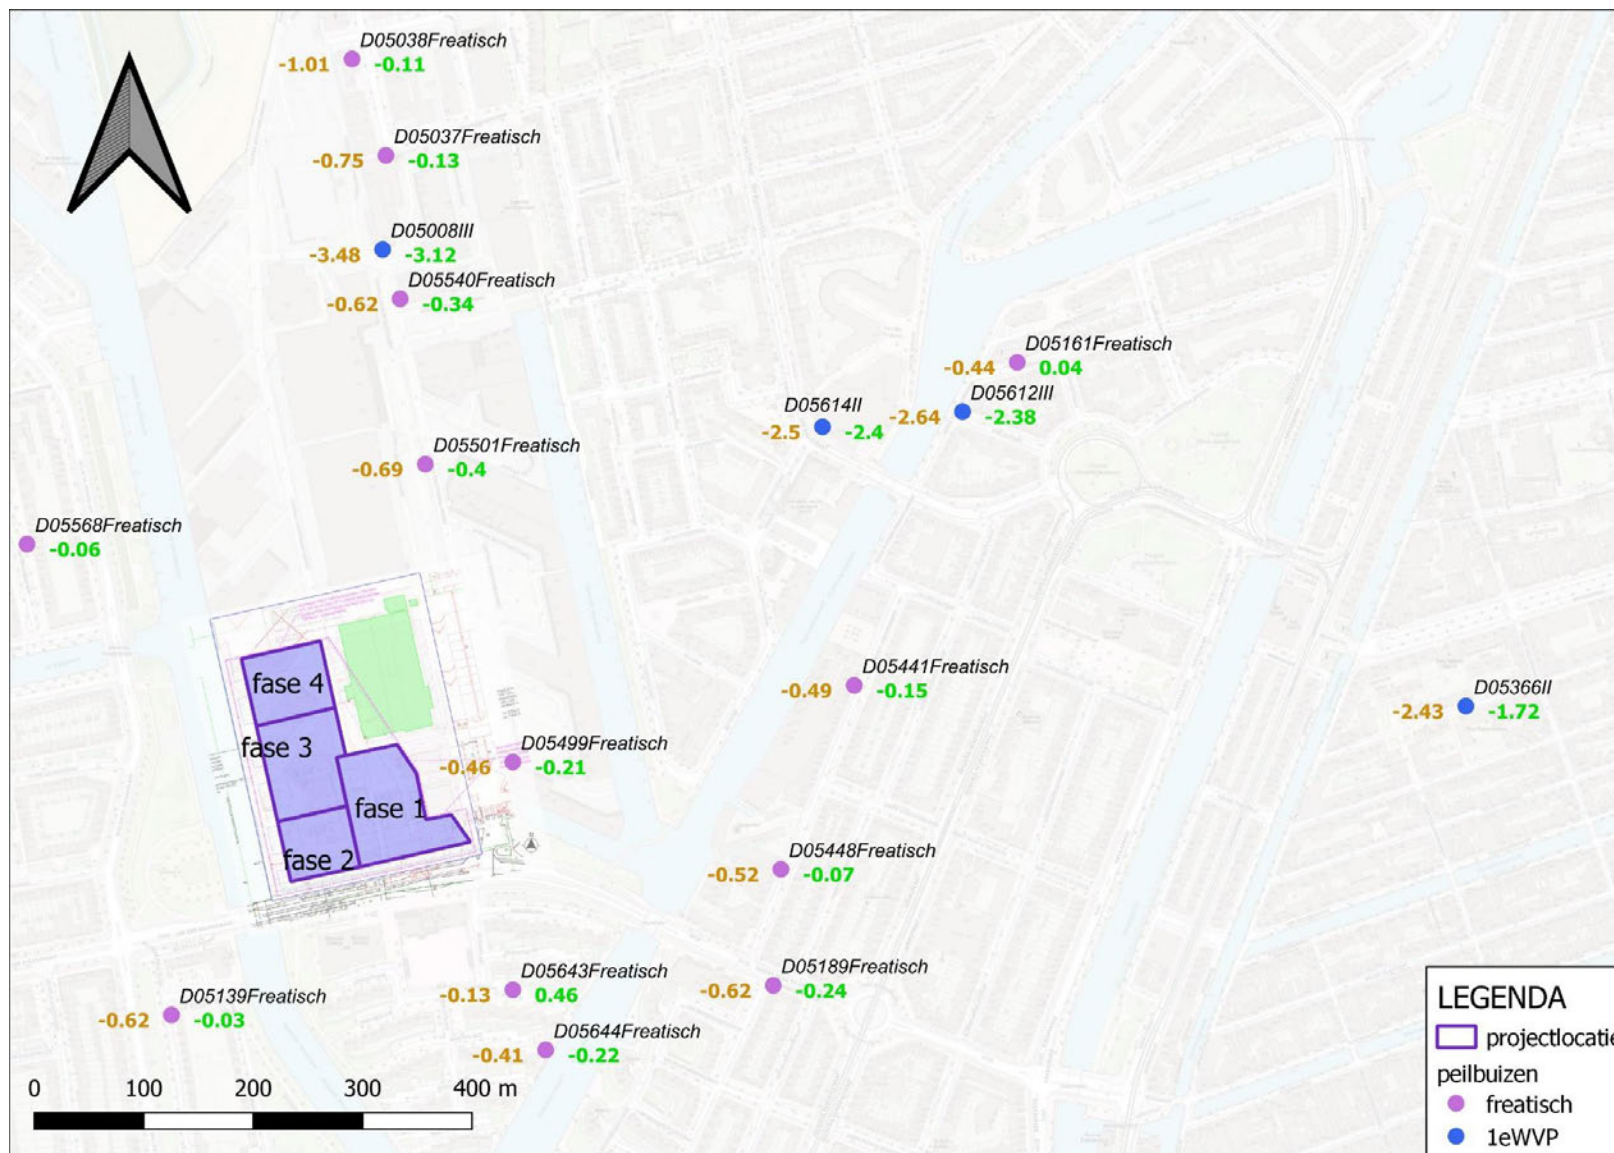 D05038Freatisch
-1.01 -0.11
D05037Freatisch
-0.75 -0.13
D05008III
-3.48 -3.12
D05540Freatisch
-0.62 -0.34
D05161Freatisch
-0.44 0.04
D05612III
-2.64 -2.38
D05614II
-2.5 -2.4
D05501Freatisch
-0.69 -0.4
D05568Freatisch
-0.06
fase 4
fase 3
fase 1
fase 2
D05441Freatisch
-0.49 -0.15
D05366II
-2.43 -1.72
D05499Freatisch
-0.46 -0.21
D05448Freatisch
-0.52 -0.07
D05189Freatisch
-0.62 -0.24
D05643Freatisch
-0.13 0.46
D05139Freatisch
-0.62 -0.03
D05644Freatisch
-0.41 -0.22
0 100 200 300 400 m
LEGENDA
projectlocatie
peilbuizen
freatisch
1eWVP